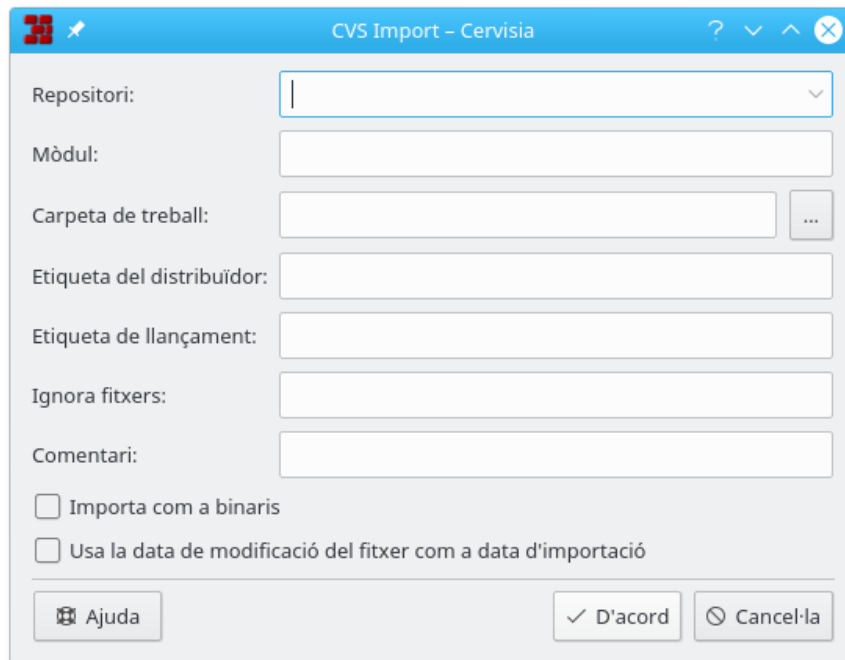 CVS Import – Cervisia
Repositori:
Mòdul:
Carpeta de treball:
...
Etiqueta del distribuïdor:
Etiqueta de llançament:
Ignora fitxers:
Comentari:
Importa com a binaris
Usa la data de modificació del fitxer com a data d'importació
Ajuda
D'acord
Cancel·la